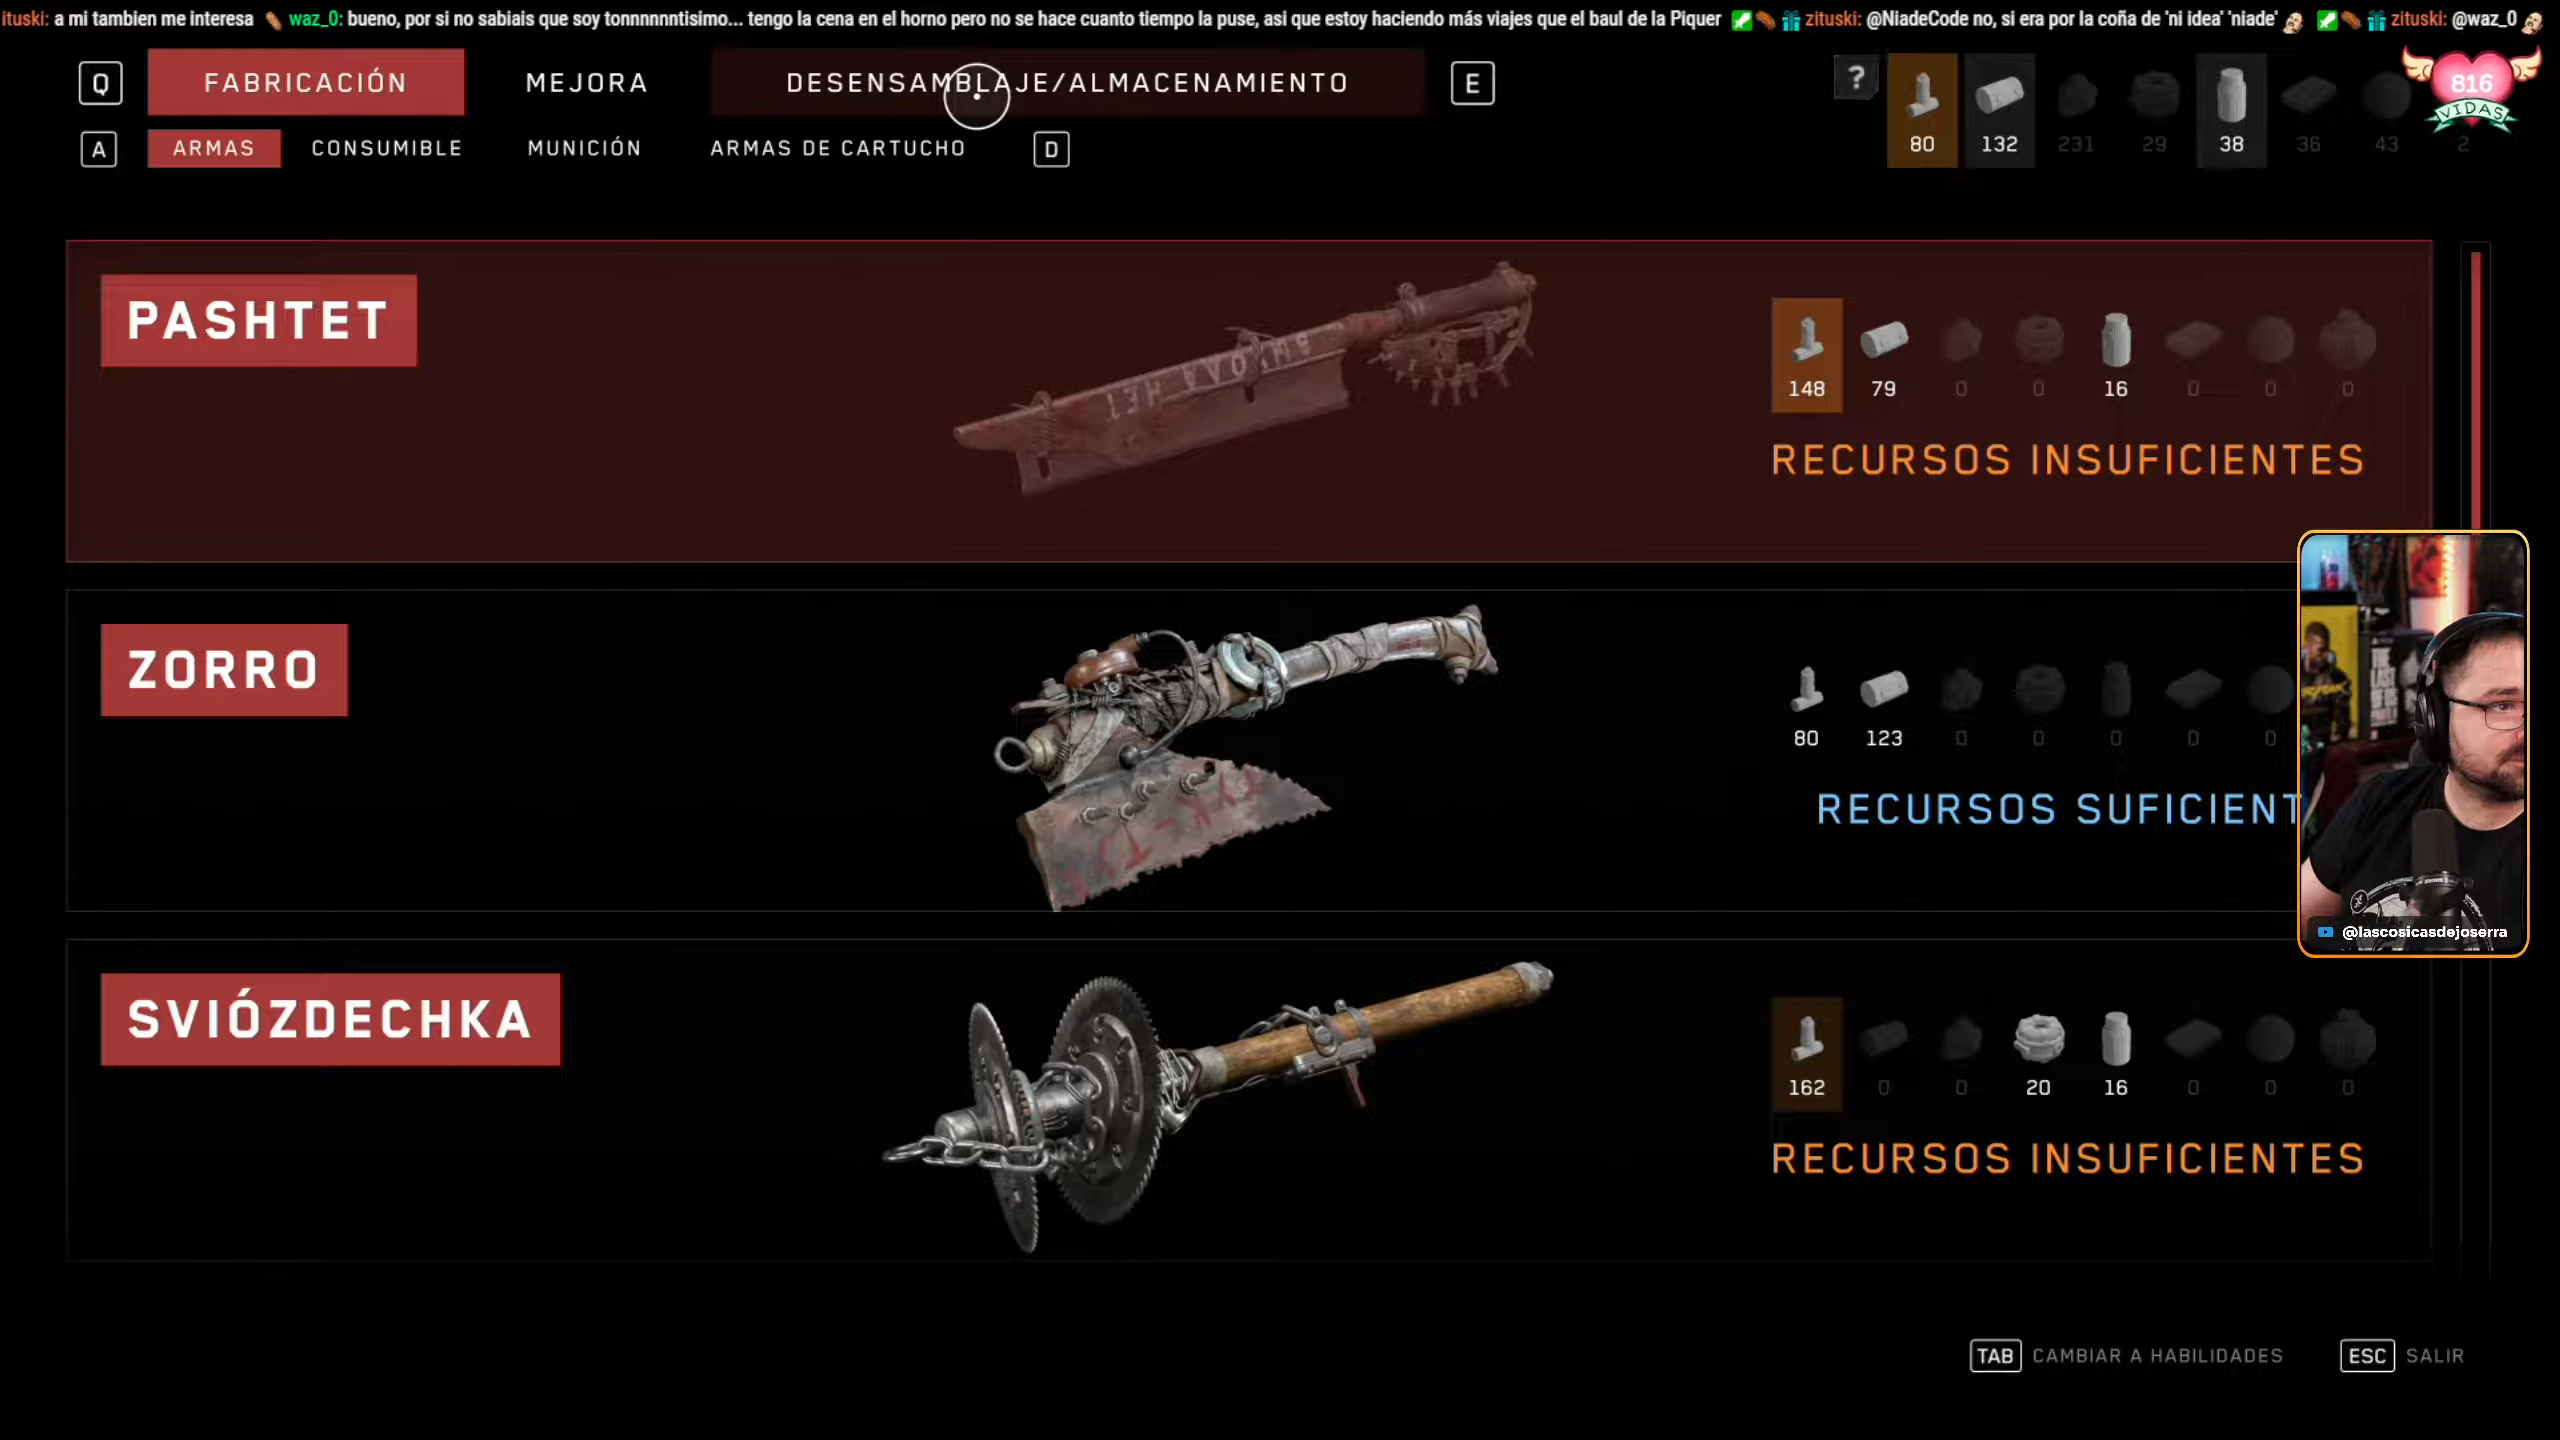 ituski: a mi tambien me interesa waz_0: bueno, por si no sabiais que soy tonnnnnntisimo... tengo la cena en el horno pero no se hace cuanto tiempo la puse, asi que estoy haciendo más viajes que el baul de la Piquer zituski: @NiadeCode no, si era por la coña de 'ni idea' 'niade' zituski: @waz_0
Q FABRICACIÓN MEJORA DESENSAMBLAJE/ALMACENAMIENTO E ?
816
VIDAS
80 132 231 29 38 36 43 2
A ARMAS CONSUMIBLE MUNICIÓN ARMAS DE CARTUCHO D
PASHTET
148 79 0 0 16 0 0 0
RECURSOS INSUFICIENTES
ZORRO
80 123 0 0 0 0 0
RECURSOS SUFICIENT
@lascosicasdejoserra
SVIÓZDECHKA
162 0 0 20 16 0 0 0
RECURSOS INSUFICIENTES
TAB CAMBIAR A HABILIDADES ESC SALIR